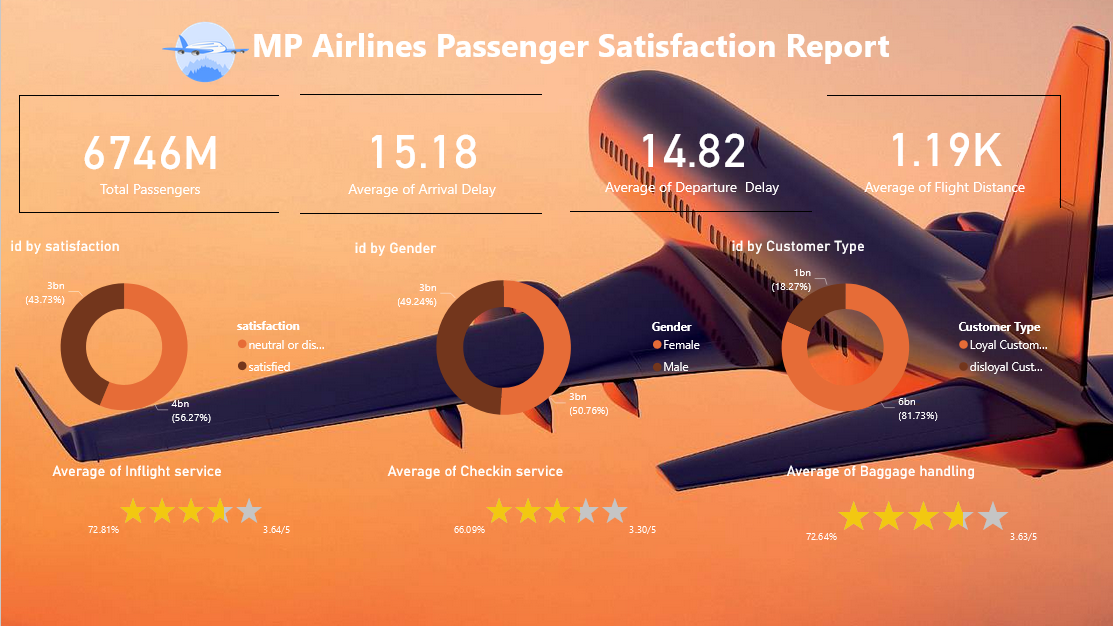 MP Airlines Passenger Satisfaction Report
6746M
Total Passengers
15.18
Average of Arrival Delay
14.82
Average of Departure  Delay
1.19K
Average of Flight Distance
id by satisfaction
3bn
(43.73%)
4bn
(56.27%)
satisfaction
neutral or dis...
satisfied
id by Gender
3bn
(49.24%)
3bn
(50.76%)
Gender
Female
Male
id by Customer Type
1bn
(18.27%)
6bn
(81.73%)
Customer Type
Loyal Custom...
disloyal Cust...
Average of Inflight service
72.81%
3.64/5
Average of Checkin service
66.09%
3.30/5
Average of Baggage handling
72.64%
3.63/5